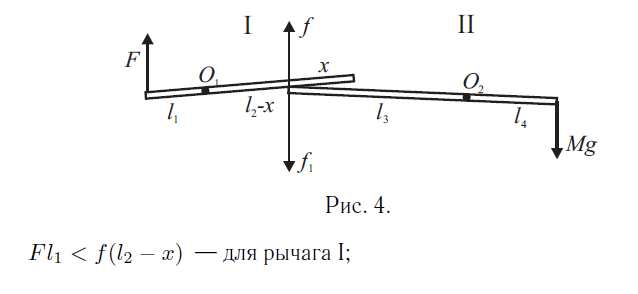 I II
f
F
x
O₁ O₂
l₁ l₂-x l₃ l₄
f₁ Mg
Рис. 4.
Fl₁ < f(l₂ − x) — для рычага I;